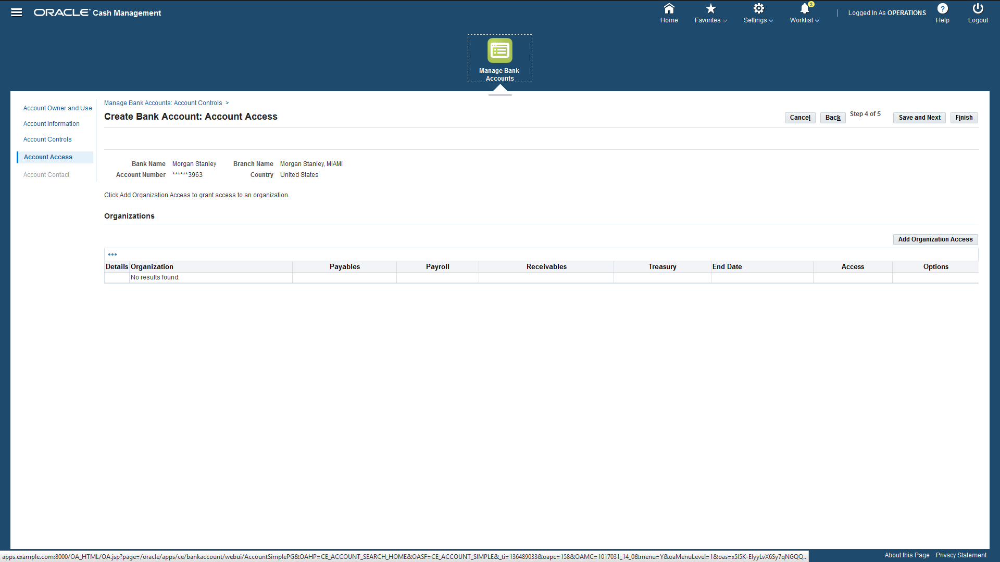 ORACLE Cash Management
Home
Favorites
Settings
3
Worklist
Logged In As OPERATIONS
?
Help
Logout
Manage Bank
Accounts
Account Owner and Use
Account Information
Account Controls
Account Access
Account Contact
Manage Bank Accounts: Account Controls >
Create Bank Account: Account Access
Cancel
Back
Step 4 of 5
Save and Next
Finish
Bank Name Morgan Stanley Branch Name Morgan Stanley, MIAMI
Account Number ******3963 Country United States
Click Add Organization Access to grant access to an organization.
Organizations
Add Organization Access
Details Organization Payables Payroll Receivables Treasury End Date Access Options
No results found.
apps.example.com:8000/OA_HTML/OA.jsp?page=/oracle/apps/ce/bankaccount/webui/AccountSimplePG&OAHP=CE_ACCOUNT_SEARCH_HOME&OASF=CE_ACCOUNT_SIMPLE&_ti=136489033&oapc=158&OAMC=1017031_14_0&menu=Y&oaMenuLevel=1&oas=x5I5K-ElyyLvX6Sy7qNGQQ..
About this Page Privacy Statement